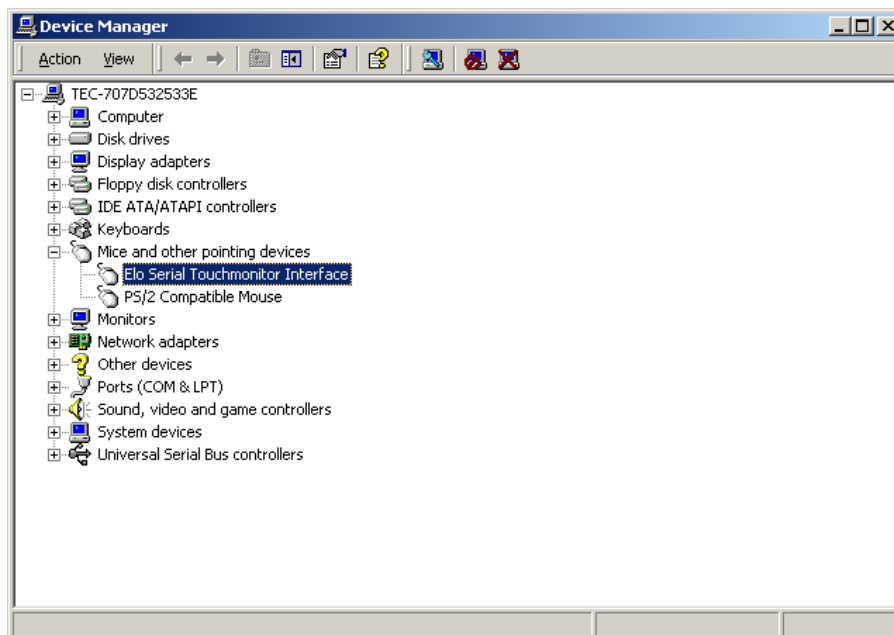 Device Manager
Action View
TEC-707D532533E
Computer
Disk drives
Display adapters
Floppy disk controllers
IDE ATA/ATAPI controllers
Keyboards
Mice and other pointing devices
Elo Serial Touchmonitor Interface
PS/2 Compatible Mouse
Monitors
Network adapters
Other devices
Ports (COM & LPT)
Sound, video and game controllers
System devices
Universal Serial Bus controllers